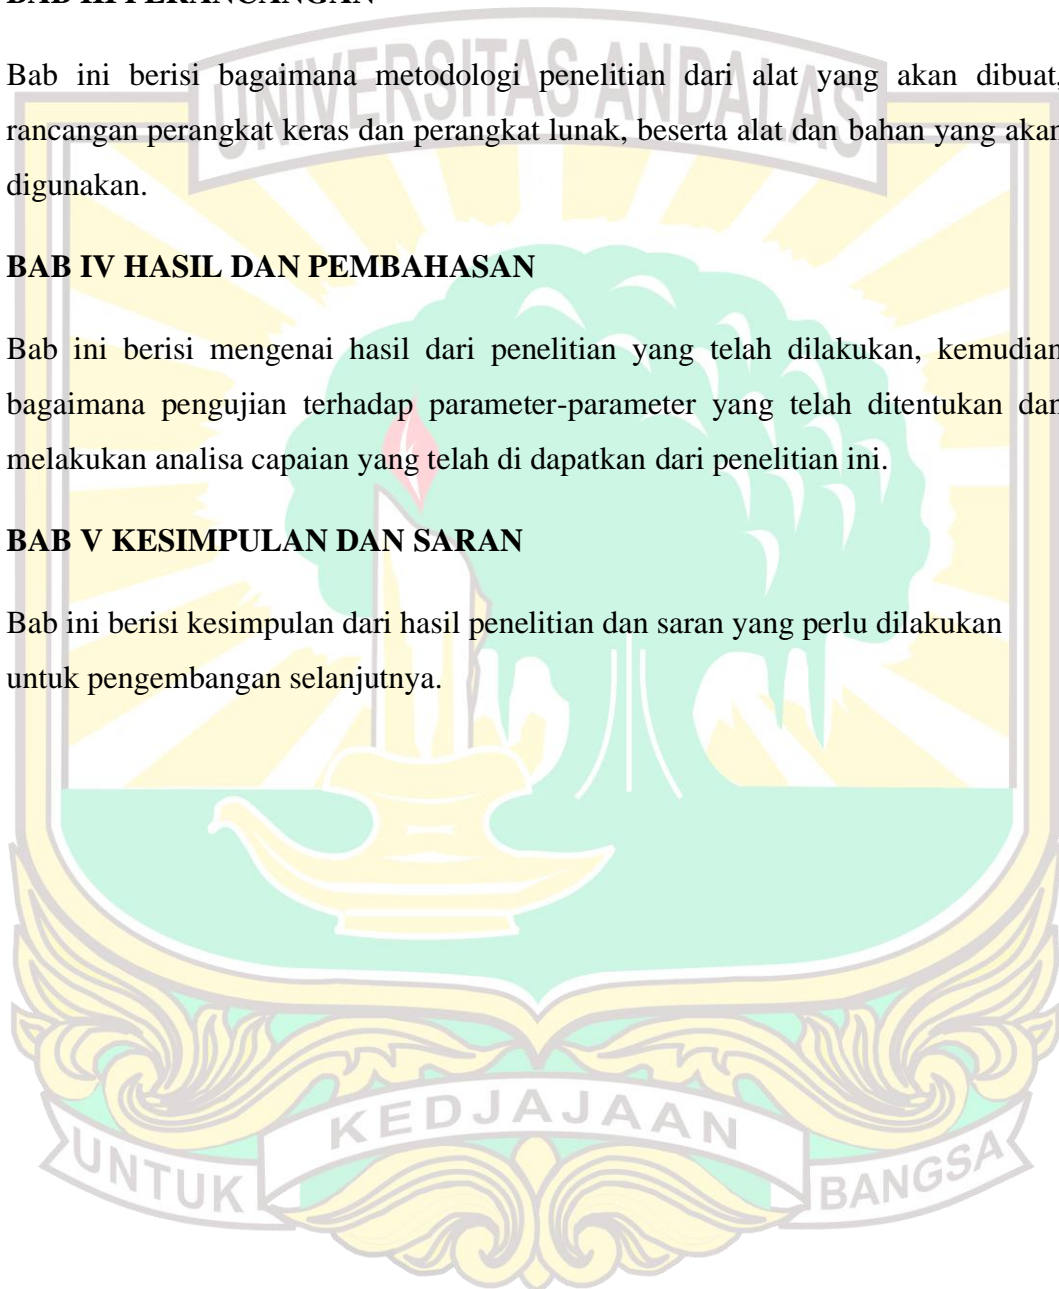 BAB III PERANCANGAN
Bab ini berisi bagaimana metodologi penelitian dari alat yang akan dibuat,
rancangan perangkat keras dan perangkat lunak, beserta alat dan bahan yang akan
digunakan.
BAB IV HASIL DAN PEMBAHASAN
Bab ini berisi mengenai hasil dari penelitian yang telah dilakukan, kemudian
bagaimana pengujian terhadap parameter-parameter yang telah ditentukan dan
melakukan analisa capaian yang telah di dapatkan dari penelitian ini.
BAB V KESIMPULAN DAN SARAN
Bab ini berisi kesimpulan dari hasil penelitian dan saran yang perlu dilakukan
untuk pengembangan selanjutnya.
UNIVERSITAS ANDALAS
UNTUK KEDJAJAAN BANGSA